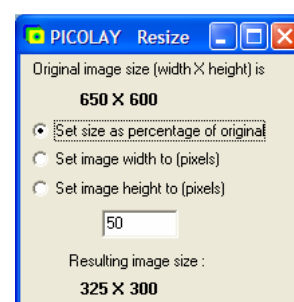 PICOLAY Resize
Original image size (width X height) is
650 X 600
Set size as percentage of original
Set image width to (pixels)
Set image height to (pixels)
50
Resulting image size :
325 X 300